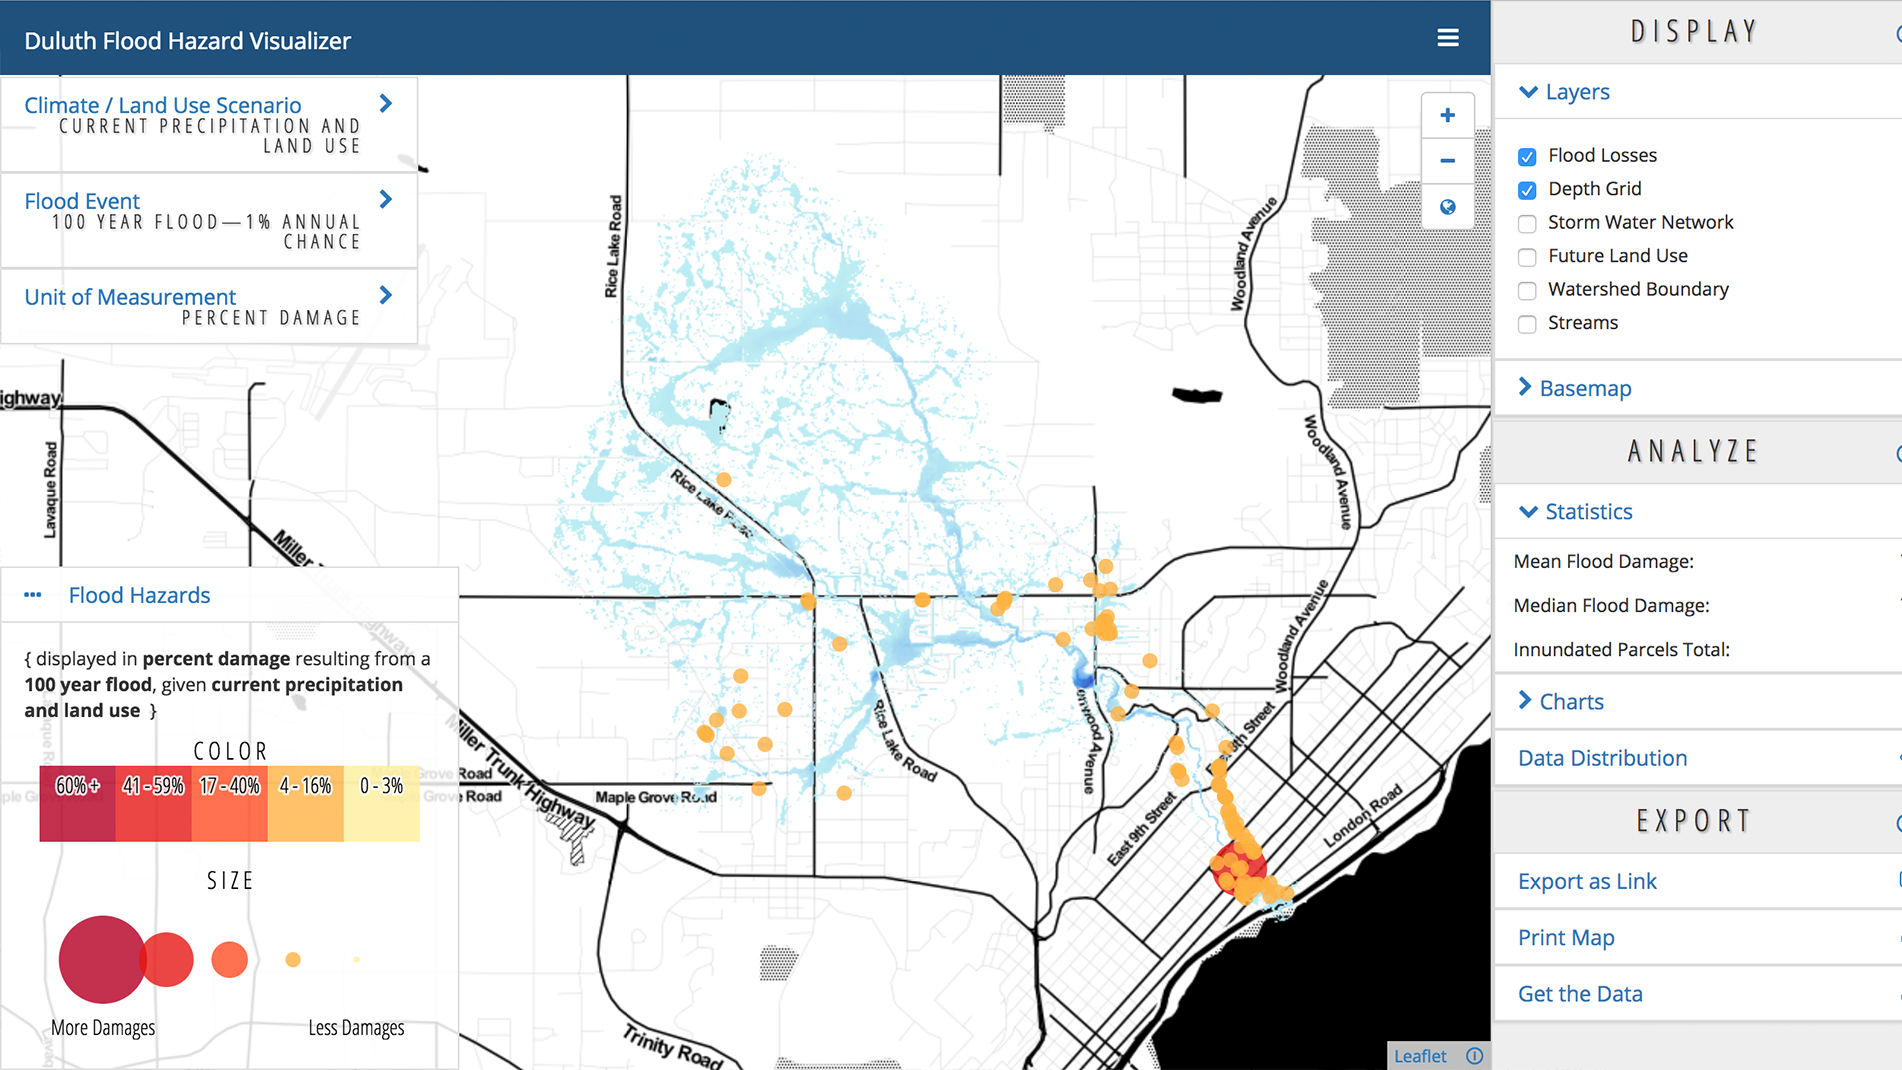 Duluth Flood Hazard Visualizer
Climate / Land Use Scenario
CURRENT PRECIPITATION AND
LAND USE
Flood Event
100 YEAR FLOOD—1% ANNUAL
CHANCE
Unit of Measurement
PERCENT DAMAGE
Flood Hazards
{ displayed in percent damage resulting from a
100 year flood, given current precipitation
and land use }
COLOR
60%+
41 - 59%
17 - 40%
4 - 16%
0 - 3%
SIZE
More Damages
Less Damages
Rice Lake Road
Woodland Avenue
ighway
Lavaque Road
Miller
Rice Lake
Woodland Avenue
Woodland Avenue
Miller Trunk Highway
Grove Road
Grove Road
Maple Grove Road
Rice Lake Road
nwood Avenue
9th Street
East 9th Street
London Road
Trinity Road
+
−
Leaflet
DISPLAY
Layers
Flood Losses
Depth Grid
Storm Water Network
Future Land Use
Watershed Boundary
Streams
Basemap
ANALYZE
Statistics
Mean Flood Damage:
Median Flood Damage:
Innundated Parcels Total:
Charts
Data Distribution
EXPORT
Export as Link
Print Map
Get the Data